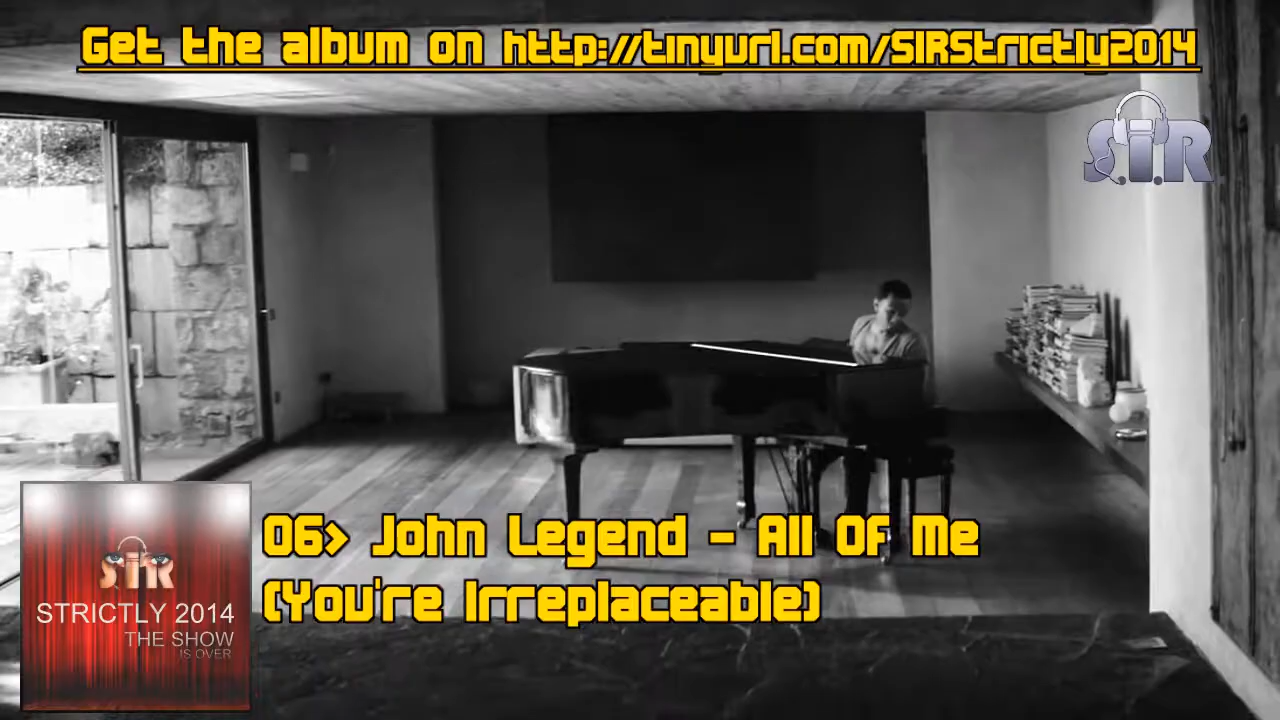 Get the album on http://tinyurl.com/SIRStrictly2014
S.I.R.
06> John Legend - All Of Me
(You're Irreplaceable)
SIR
STRICTLY 2014
THE SHOW
IS OVER